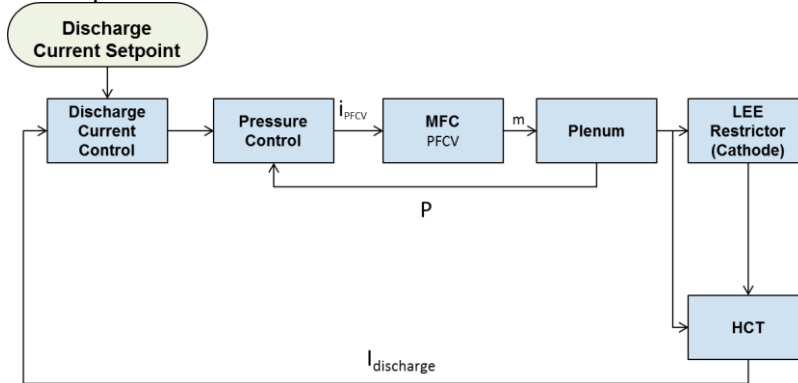 Discharge
Current Setpoint
Discharge
Current
Control
Pressure
Control
iPFCV
MFC
PFCV
m
Plenum
LEE
Restrictor
(Cathode)
P
HCT
Idischarge